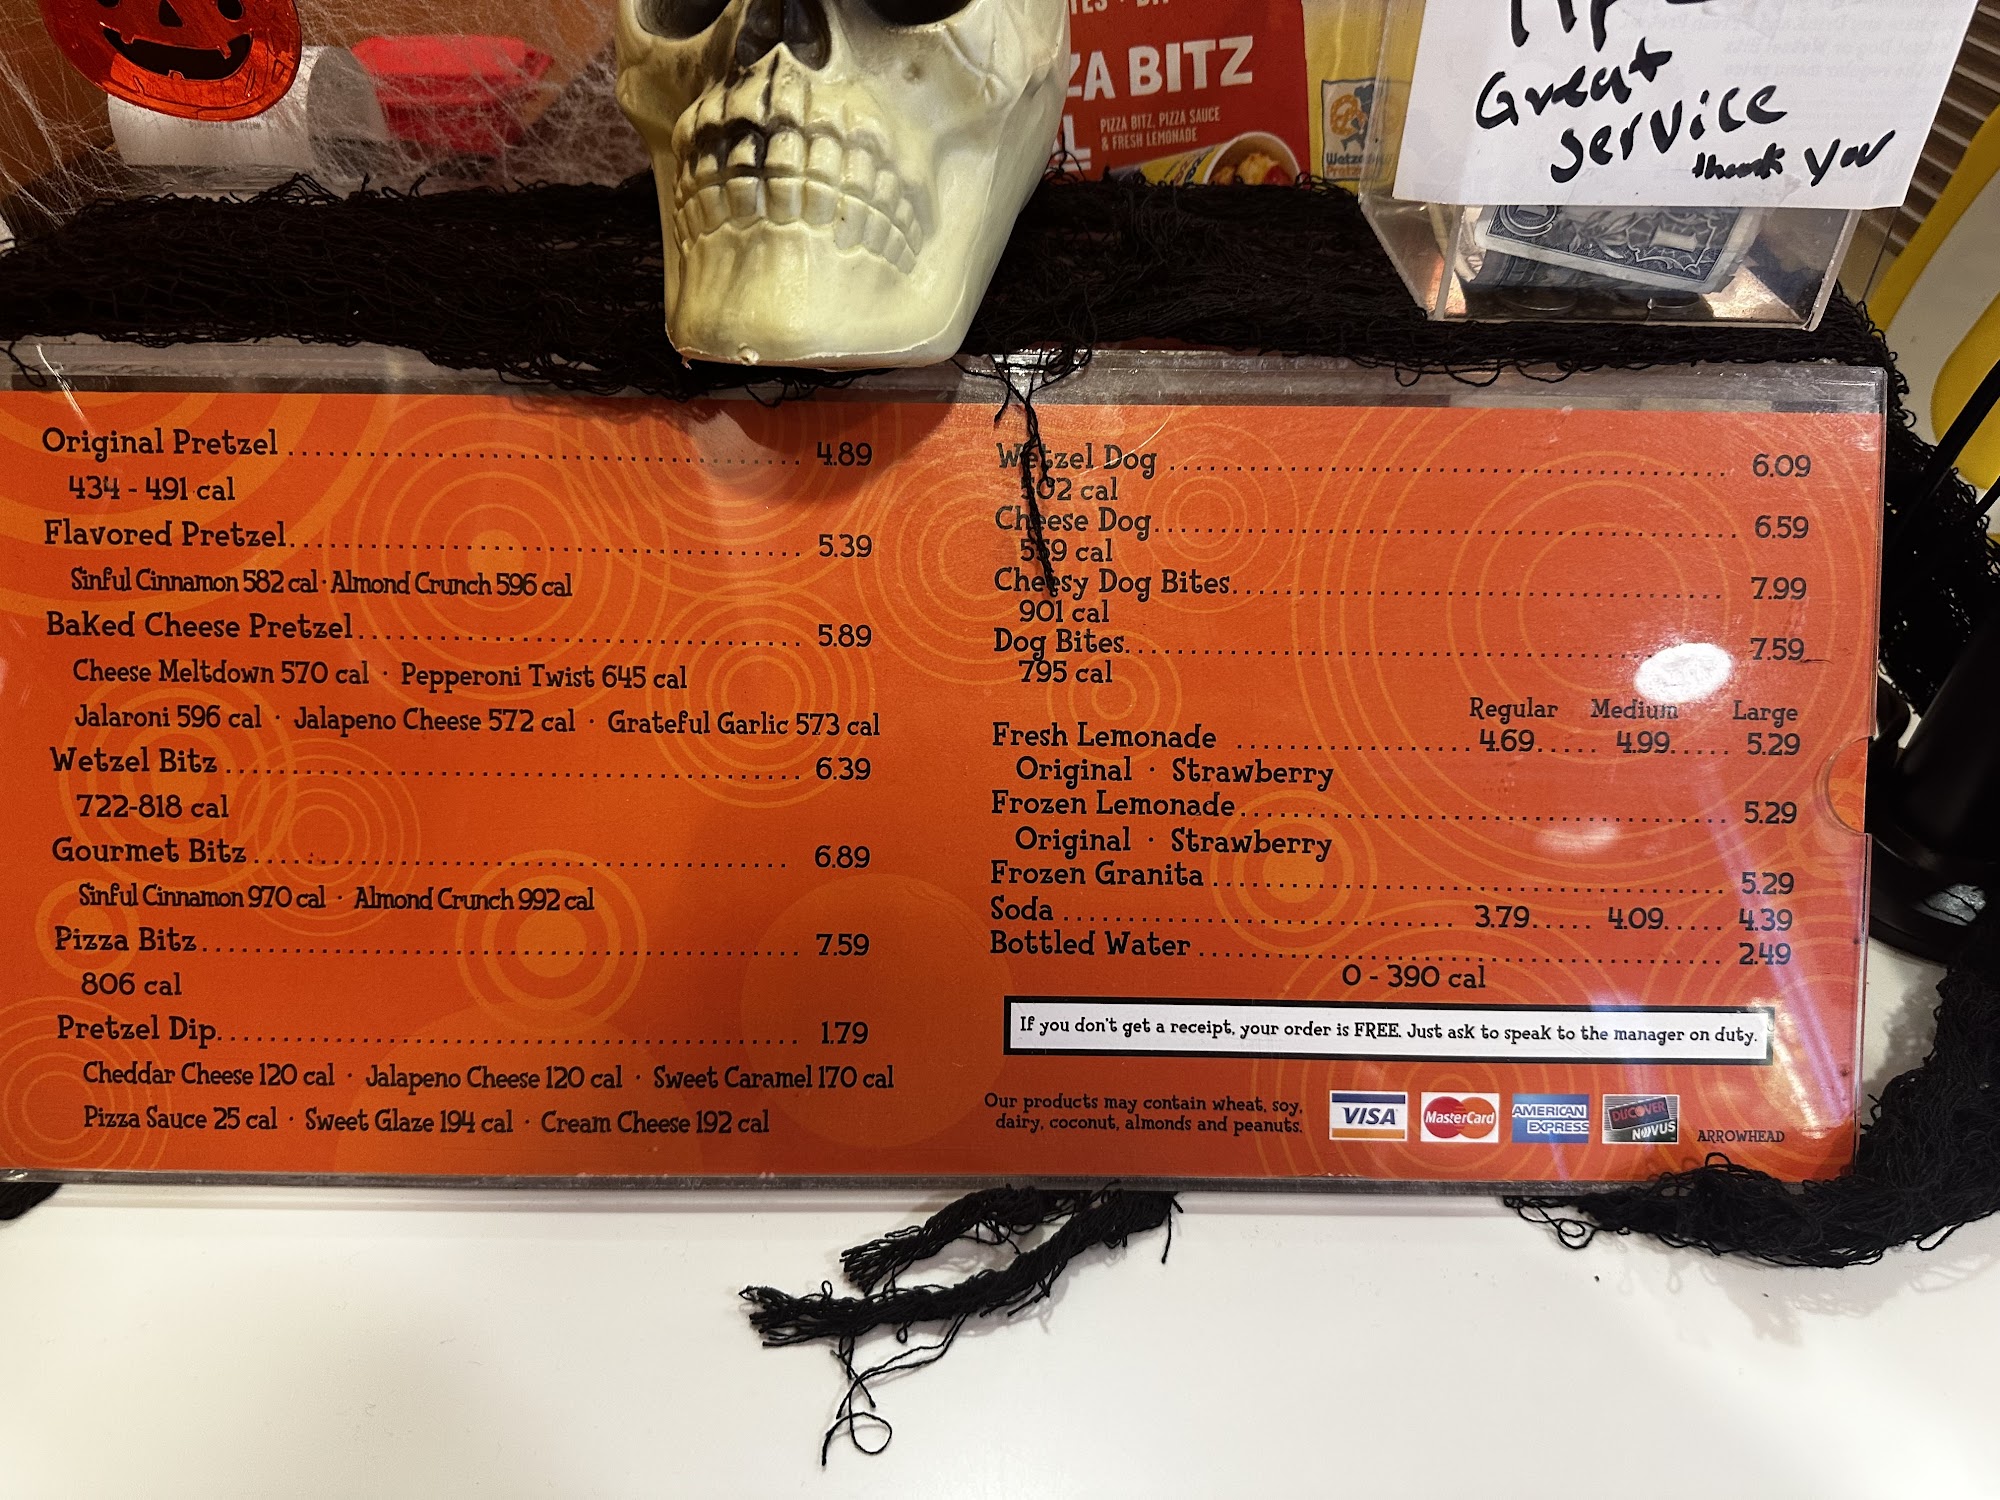 ZA BITZ
PIZZA BITZ, PIZZA SAUCE
& FRESH LEMONADE
Great
service
thank you
Original Pretzel 4.89
434 - 491 cal
Flavored Pretzel 5.39
Sinful Cinnamon 582 cal · Almond Crunch 596 cal
Baked Cheese Pretzel 5.89
Cheese Meltdown 570 cal · Pepperoni Twist 645 cal
Jalaroni 596 cal · Jalapeno Cheese 572 cal · Grateful Garlic 573 cal
Wetzel Bitz 6.39
722-818 cal
Gourmet Bitz 6.89
Sinful Cinnamon 970 cal · Almond Crunch 992 cal
Pizza Bitz 7.59
806 cal
Pretzel Dip 1.79
Cheddar Cheese 120 cal · Jalapeno Cheese 120 cal · Sweet Caramel 170 cal
Pizza Sauce 25 cal · Sweet Glaze 194 cal · Cream Cheese 192 cal
Wetzel Dog 6.09
502 cal
Cheese Dog 6.59
559 cal
Cheesy Dog Bites 7.99
901 cal
Dog Bites 7.59
795 cal
Regular Medium Large
Fresh Lemonade 4.69 4.99 5.29
Original · Strawberry
Frozen Lemonade 5.29
Original · Strawberry
Frozen Granita 5.29
Soda 3.79 4.09 4.39
Bottled Water 2.49
0 - 390 cal
If you don't get a receipt, your order is FREE. Just ask to speak to the manager on duty.
Our products may contain wheat, soy,
dairy, coconut, almonds and peanuts.
VISA MasterCard AMERICAN EXPRESS DISCOVER NOVUS ARROWHEAD